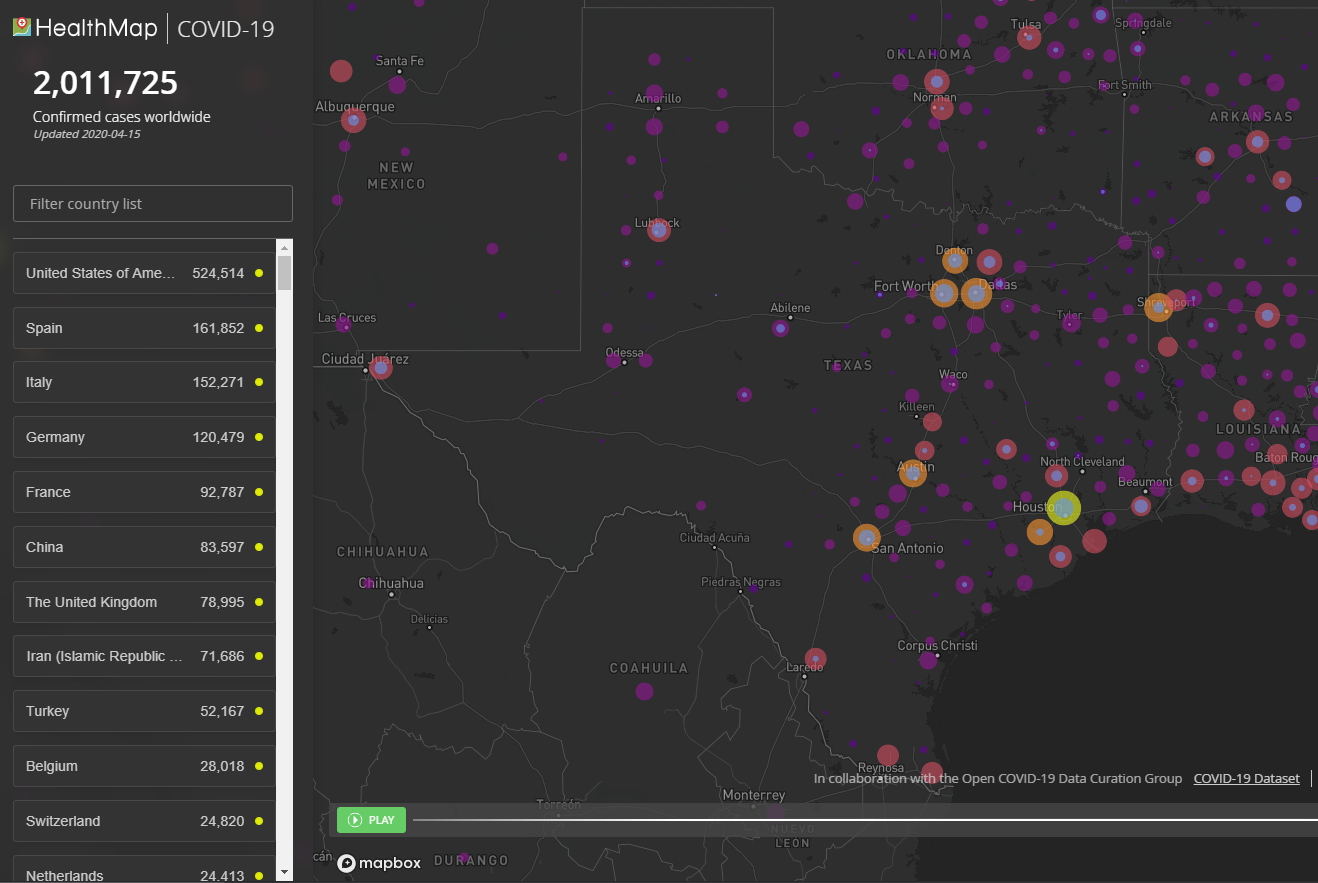 HealthMap | COVID-19
2,011,725
Confirmed cases worldwide
Updated 2020-04-15
Filter country list
United States of Ame... 524,514
Spain 161,852
Italy 152,271
Germany 120,479
France 92,787
China 83,597
The United Kingdom 78,995
Iran (Islamic Republic ... 71,686
Turkey 52,167
Belgium 28,018
Switzerland 24,820
Netherlands 24,413
Tulsa
Springdale
OKLAHOMA
Santa Fe
Fort Smith
Amarillo
Norman
Albuquerque
ARKANSAS
NEW
MEXICO
Lubbock
Denton
Fort Worth
Dallas
Shreveport
Abilene
Tyler
Las Cruces
Odessa
Ciudad Juárez
TEXAS
Waco
Killeen
LOUISIANA
Baton Roug
Austin
North Cleveland
Beaumont
Houston
Ciudad Acuña
San Antonio
CHIHUAHUA
Chihuahua
Piedras Negras
Delicias
Corpus Christi
COAHUILA
Laredo
Reynosa
In collaboration with the Open COVID-19 Data Curation Group COVID-19 Dataset |
Monterrey
Torreón
PLAY
NUEVO
LEÓN
cán
mapbox
DURANGO